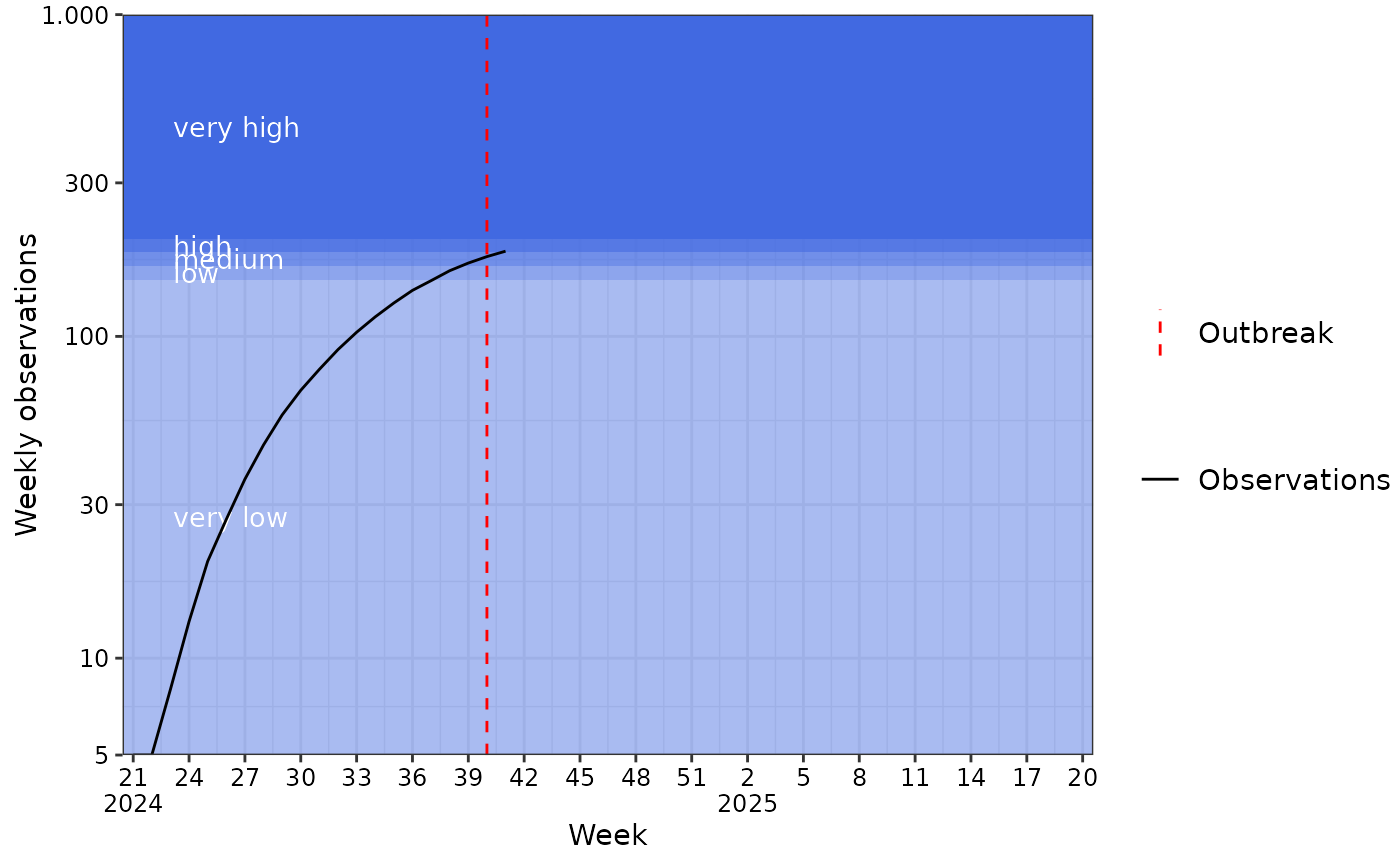 1.000
very high
300
high
medium
low
100
30
very low
10
5
Weekly observations
21 24 27 30 33 36 39 42 45 48 51 2 5 8 11 14 17 20
2024 2025
Week
Outbreak
Observations